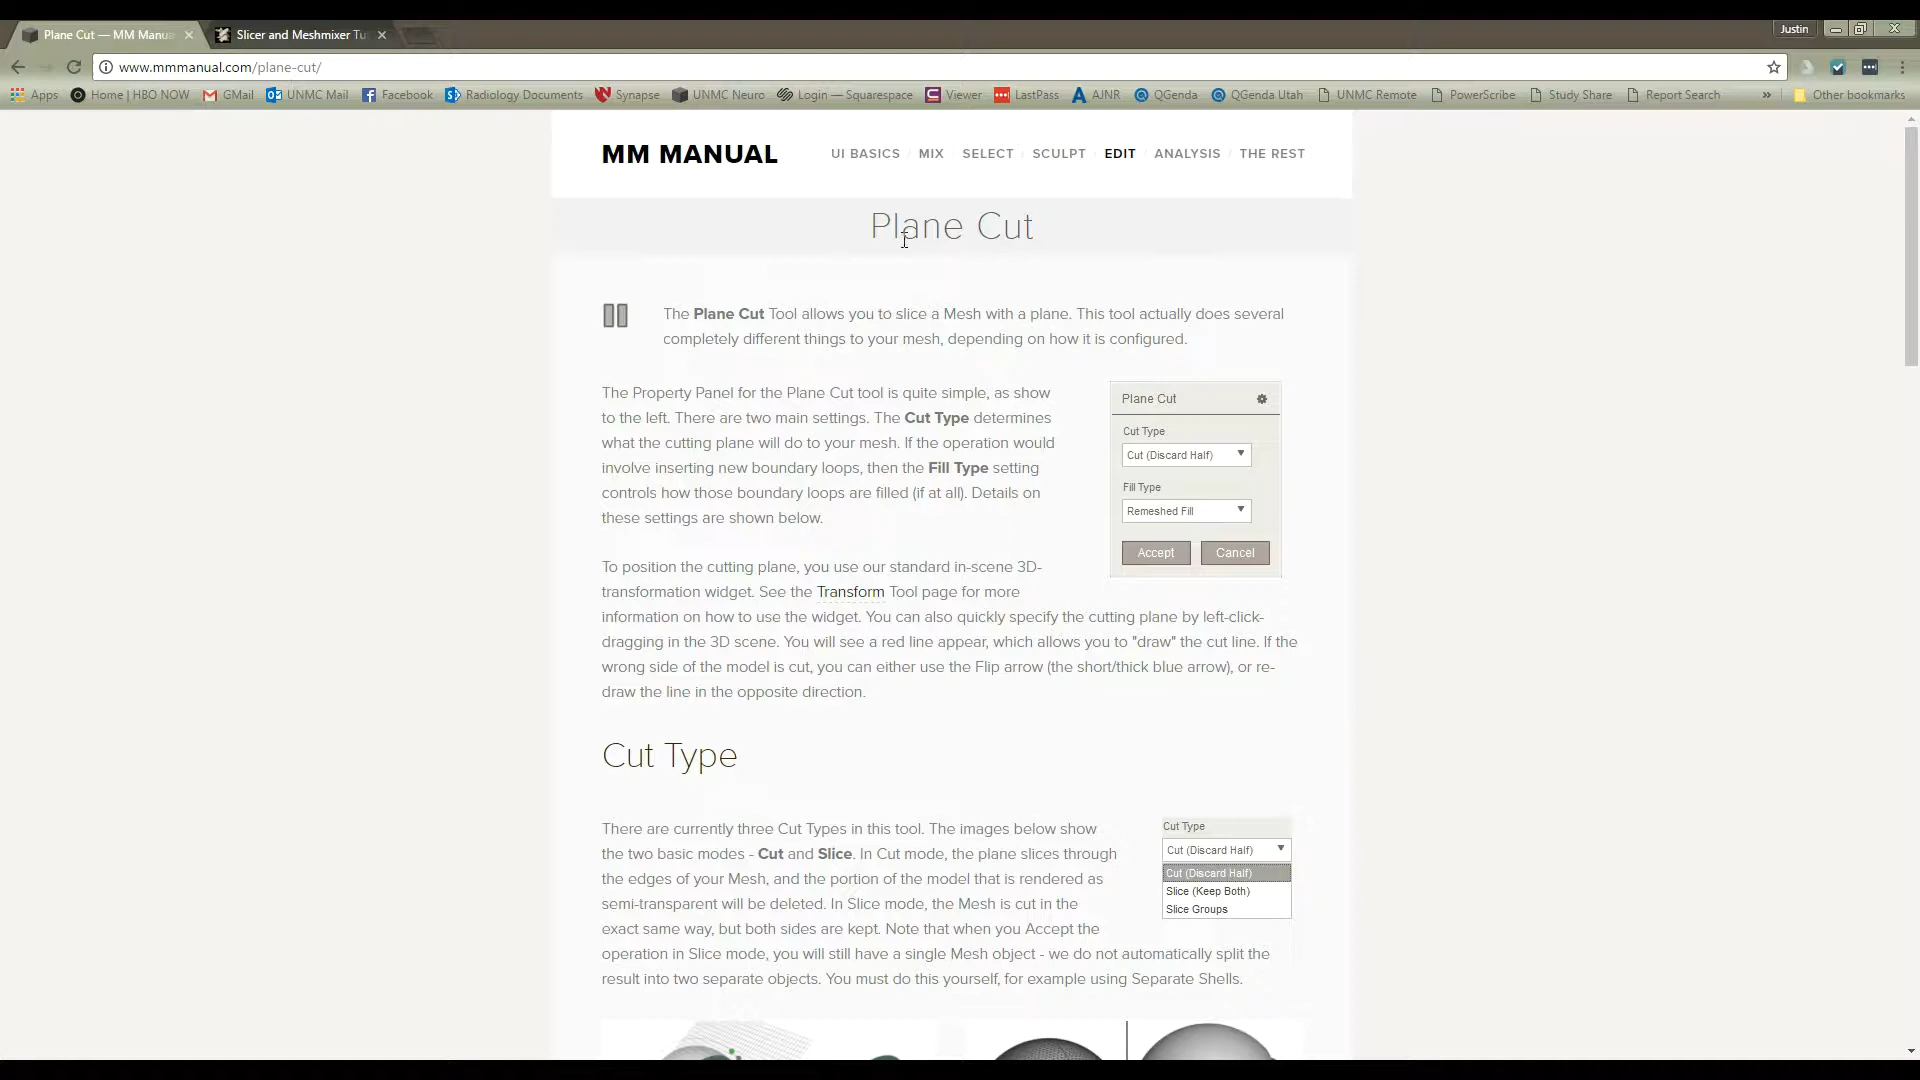 Plane Cut — MM Manua
Slicer and Meshmixer Tu
Justin
www.mmmanual.com/plane-cut/
Apps
Home | HBO NOW
GMail
UNMC Mail
Facebook
Radiology Documents
Synapse
UNMC Neuro
Login — Squarespace
Viewer
LastPass
AJNR
QGenda
QGenda Utah
UNMC Remote
PowerScribe
Study Share
Report Search
»
Other bookmarks
MM MANUAL
UI BASICS / MIX / SELECT / SCULPT / EDIT / ANALYSIS / THE REST
Plane Cut
The Plane Cut Tool allows you to slice a Mesh with a plane. This tool actually does several
completely different things to your mesh, depending on how it is configured.
The Property Panel for the Plane Cut tool is quite simple, as show
to the left. There are two main settings. The Cut Type determines
what the cutting plane will do to your mesh. If the operation would
involve inserting new boundary loops, then the Fill Type setting
controls how those boundary loops are filled (if at all). Details on
these settings are shown below.
Plane Cut
Cut Type
Cut (Discard Half)
Fill Type
Remeshed Fill
Accept
Cancel
To position the cutting plane, you use our standard in-scene 3D-
transformation widget. See the Transform Tool page for more
information on how to use the widget. You can also quickly specify the cutting plane by left-click-
dragging in the 3D scene. You will see a red line appear, which allows you to "draw" the cut line. If the
wrong side of the model is cut, you can either use the Flip arrow (the short/thick blue arrow), or re-
draw the line in the opposite direction.
Cut Type
There are currently three Cut Types in this tool. The images below show
the two basic modes - Cut and Slice. In Cut mode, the plane slices through
the edges of your Mesh, and the portion of the model that is rendered as
semi-transparent will be deleted. In Slice mode, the Mesh is cut in the
exact same way, but both sides are kept. Note that when you Accept the
operation in Slice mode, you will still have a single Mesh object - we do not automatically split the
result into two separate objects. You must do this yourself, for example using Separate Shells.
Cut Type
Cut (Discard Half)
Cut (Discard Half)
Slice (Keep Both)
Slice Groups